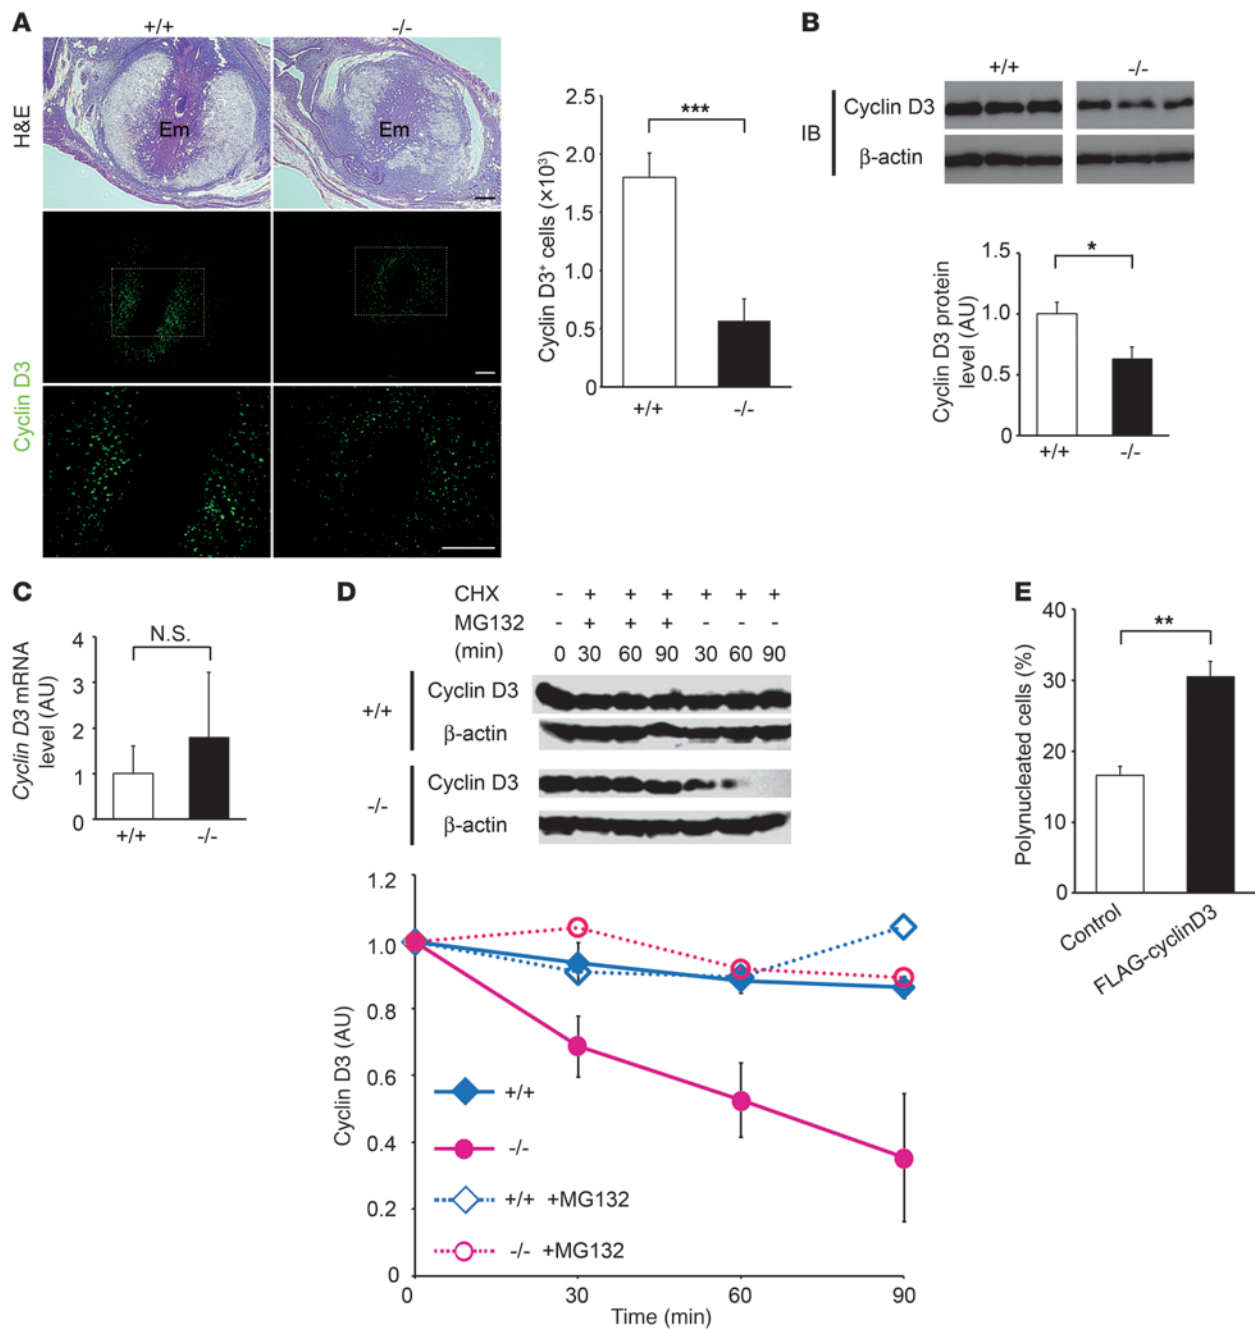 A
+/+
-/-
H&E
Em
Em
Cyclin D3
2.5
2.0
1.5
1.0
0.5
0
Cyclin D3⁺ cells (×10³)
***
+/+
-/-
B
+/+
-/-
IB
Cyclin D3
β-actin
1.5
1.0
0.5
0
Cyclin D3 protein
level (AU)
*
+/+
-/-
C
4
3
2
1
0
Cyclin D3 mRNA
level (AU)
N.S.
+/+
-/-
D
CHX - + + + + + +
MG132 - + + + - - -
(min) 0 30 60 90 30 60 90
+/+
Cyclin D3
β-actin
-/-
Cyclin D3
β-actin
1.2
1.0
0.8
0.6
0.4
0.2
0
Cyclin D3 (AU)
+/+
-/-
+/+ +MG132
-/- +MG132
0 30 60 90
Time (min)
E
40
30
20
10
0
Polynucleated cells (%)
**
Control
FLAG-cyclinD3